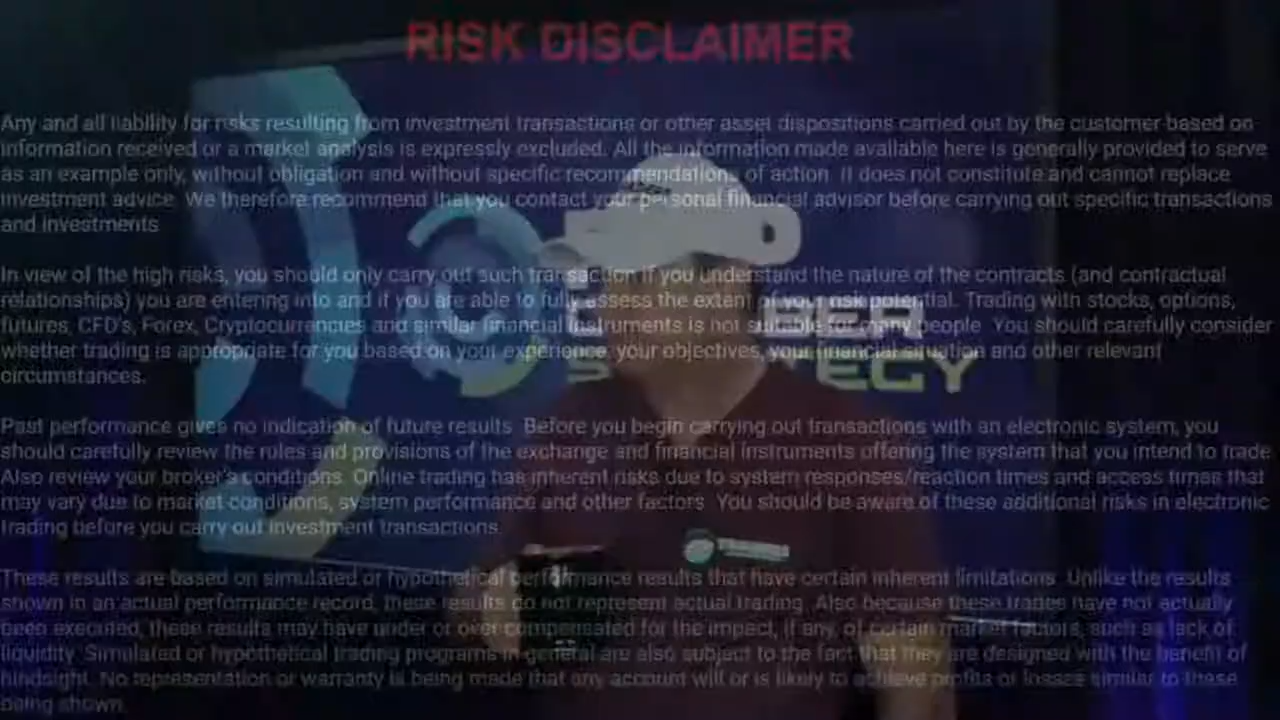 RISK DISCLAIMER
Any and all liability for risks resulting from investment transactions or other asset dispositions carried out by the customer based on
information received or a market analysis is expressly excluded. All the information made available here is generally provided to serve
as an example only, without obligation and without specific recommendations of action. It does not constitute and cannot replace
investment advice. We therefore recommend that you contact your personal financial advisor before carrying out specific transactions
and investments.
In view of the high risks, you should only carry out such transaction if you understand the nature of the contracts (and contractual
relationships) you are entering into and if you are able to fully assess the extent of your risk potential. Trading with stocks, options,
futures, CFD's, Forex, Cryptocurrencies and similar financial instruments is not suitable for many people. You should carefully consider
whether trading is appropriate for you based on your experience, your objectives, your financial situation and other relevant
circumstances.
Past performance gives no indication of future results. Before you begin carrying out transactions with an electronic system, you
should carefully review the rules and provisions of the exchange and financial instruments offering the system that you intend to trade.
Also review your broker's conditions. Online trading has inherent risks due to system responses/reaction times and access times that
may vary due to market conditions, system performance and other factors. You should be aware of these additional risks in electronic
trading before you carry out investment transactions.
These results are based on simulated or hypothetical performance results that have certain inherent limitations. Unlike the results
shown in an actual performance record, these results do not represent actual trading. Also because these trades have not actually
been executed, these results may have under or over compensated for the impact, if any, of certain market factors, such as lack of
liquidity. Simulated or hypothetical trading programs in general are also subject to the fact that they are designed with the benefit of
hindsight. No representation or warranty is being made that any account will or is likely to achieve profits or losses similar to these
being shown.